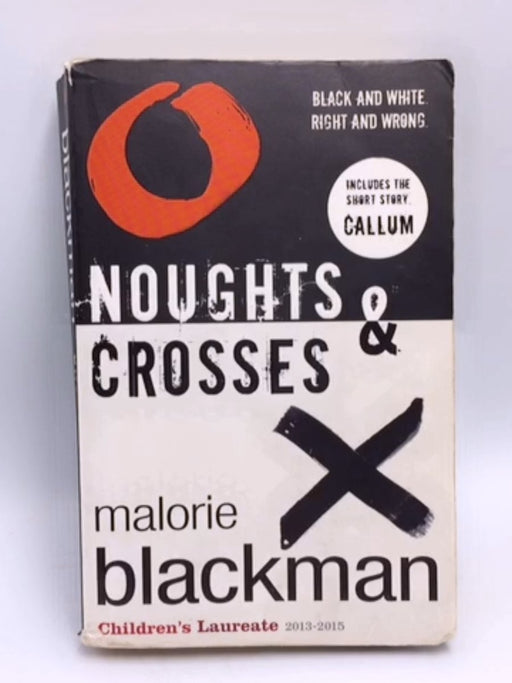 BLACK AND WHITE.
RIGHT AND WRONG.
INCLUDES THE
SHORT STORY,
CALLUM
NOUGHTS
&
CROSSES
malorie
blackman
Children's Laureate 2013-2015